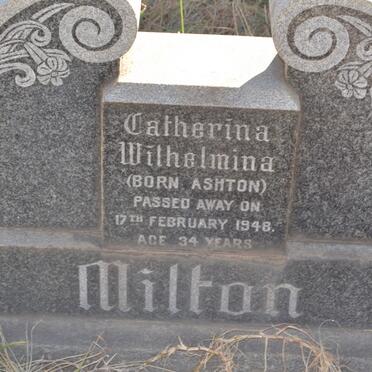 Catherina
Wilhelmina
(BORN ASHTON)
PASSED AWAY ON
17TH FEBRUARY 1948.
AGE 34 YEARS
Milton